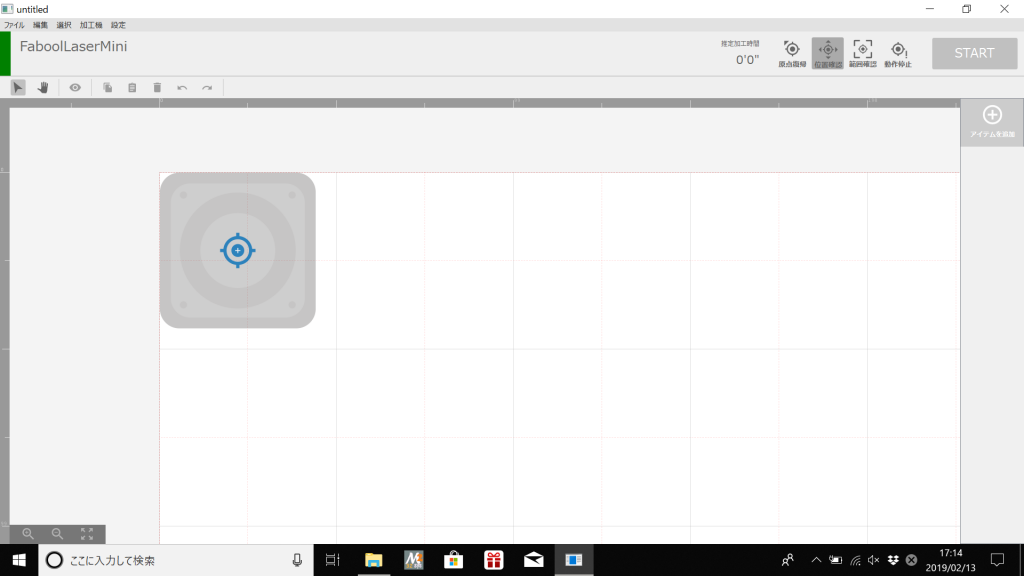 untitled
ファイル 編集 選択 加工機 設定
FaboolLaserMini
推定加工時間
0'0"
原点復帰 位置確認 範囲確認 動作停止
START
アイテムを追加
ここに入力して検索
17:14
2019/02/13